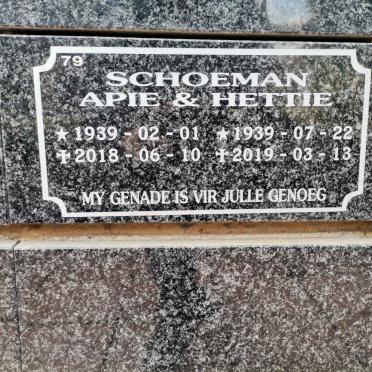 79
SCHOEMAN
APIE & HETTIE
★ 1939 - 02 - 01 ★ 1939 - 07 - 22
✝ 2018 - 06 - 10 ✝ 2019 - 03 - 13
MY GENADE IS VIR JULLE GENOEG